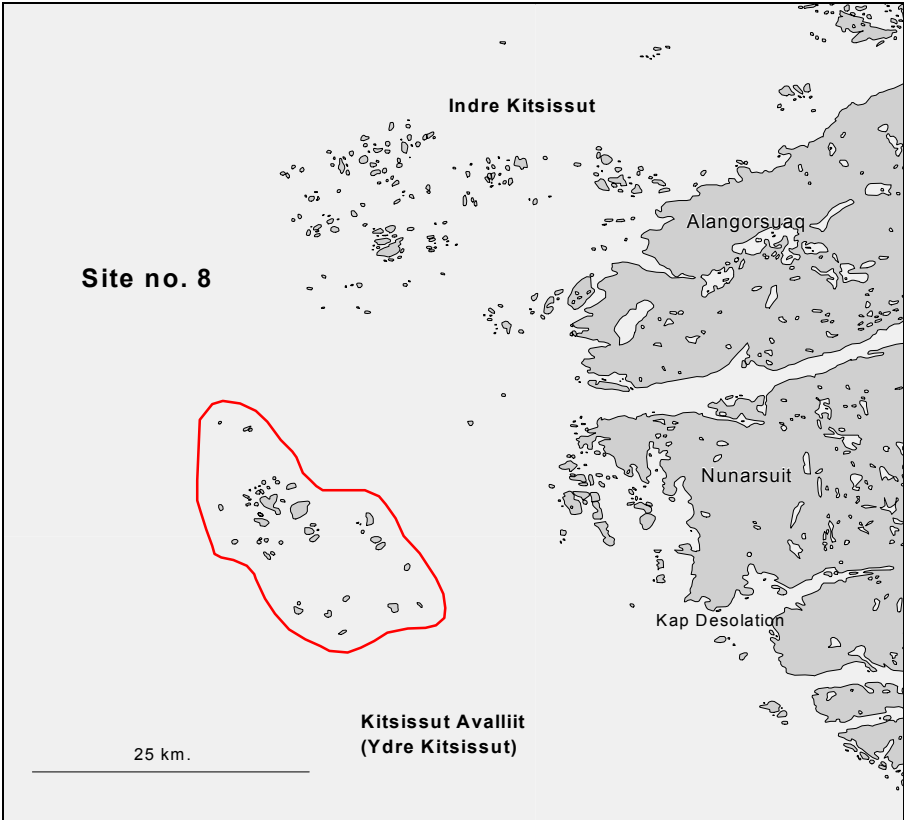 Indre Kitsissut
Alangorsuaq
Site no. 8
Nunarsuit
Kap Desolation
Kitsissut Avalliit
(Ydre Kitsissut)
25 km.